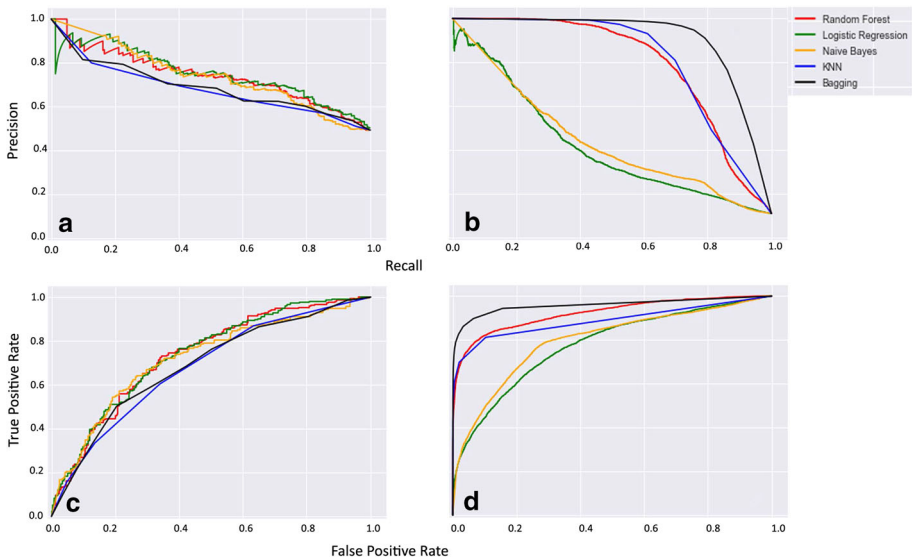 Random Forest
Logistic Regression
Naive Bayes
KNN
Bagging
Precision
1.0
0.8
0.6
0.4
0.2
0.0
a
b
0.0 0.2 0.4 0.6 0.8 1.0
0.0 0.2 0.4 0.6 0.8 1.0
Recall
True Positive Rate
1.0
0.8
0.6
0.4
0.2
0.0
c
d
0.0 0.2 0.4 0.6 0.8 1.0
0.0 0.2 0.4 0.6 0.8 1.0
False Positive Rate